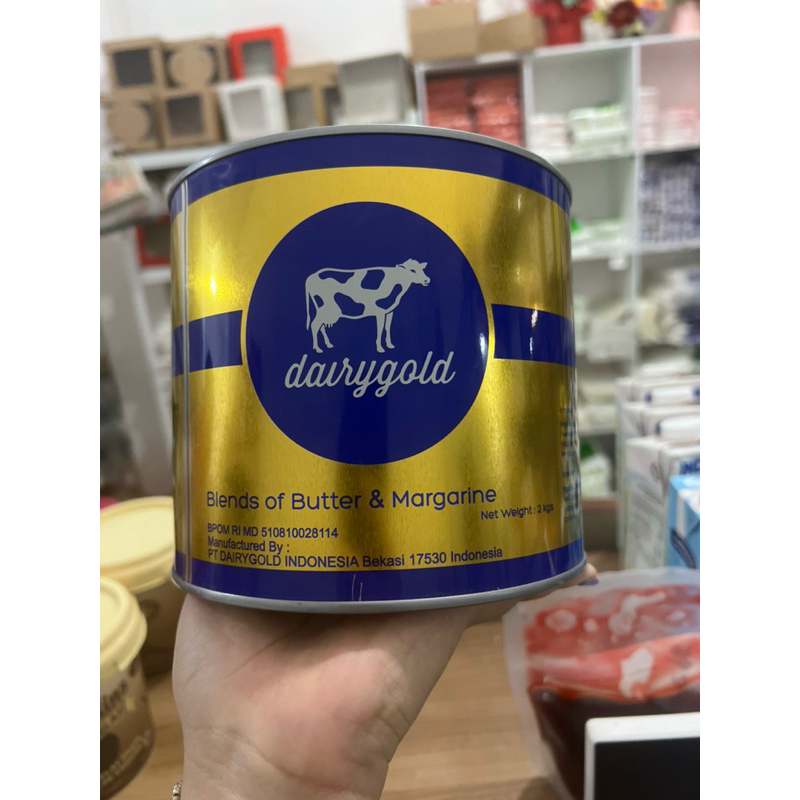 dairygold
Blends of Butter & Margarine
Net Weight : 2 kgs
BPOM RI MD 510810028114
Manufactured By :
PT DAIRYGOLD INDONESIA Bekasi 17530 Indonesia